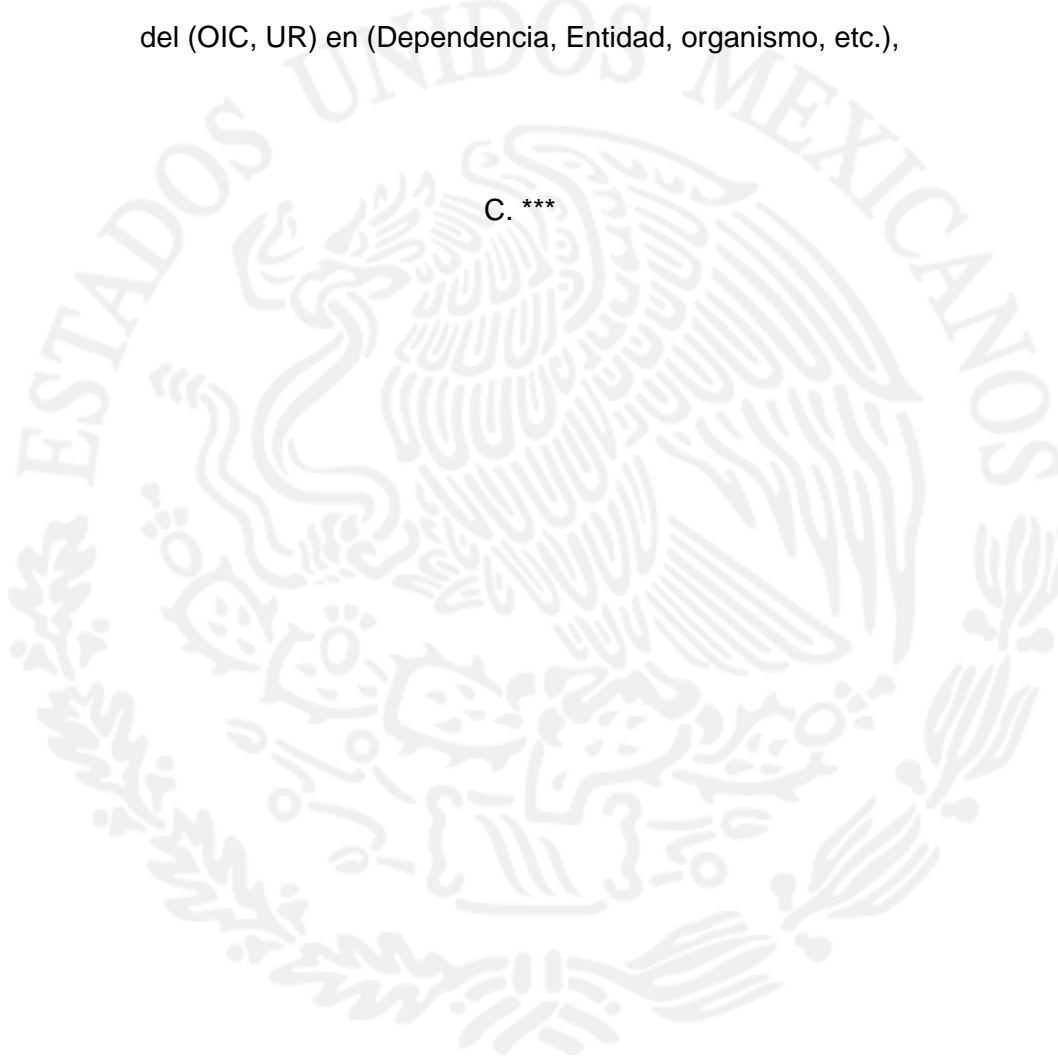 del (OIC, UR) en (Dependencia, Entidad, organismo, etc.),
ESTADOS UNIDOS MEXICANOS
C. ***